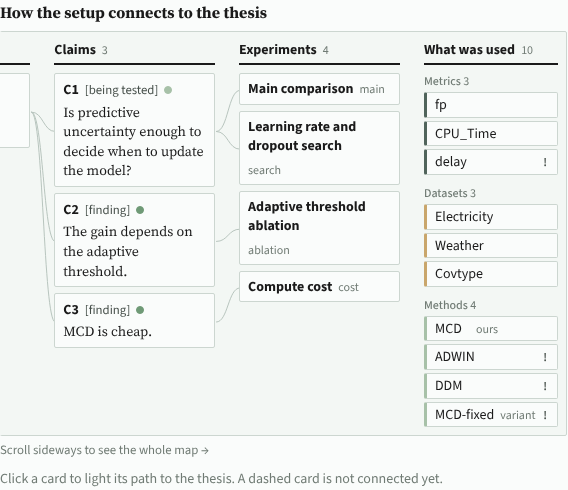 How the setup connects to the thesis
Claims 3
C1 [being tested]
Is predictive
uncertainty enough to
decide when to update
the model?
C2 [finding]
The gain depends on
the adaptive
threshold.
C3 [finding]
MCD is cheap.
Experiments 4
Main comparison main
Learning rate and
dropout search
search
Adaptive threshold
ablation
ablation
Compute cost cost
What was used 10
Metrics 3
fp
CPU_Time
delay !
Datasets 3
Electricity
Weather
Covtype
Methods 4
MCD ours
ADWIN !
DDM !
MCD-fixed variant !
Scroll sideways to see the whole map →
Click a card to light its path to the thesis. A dashed card is not connected yet.